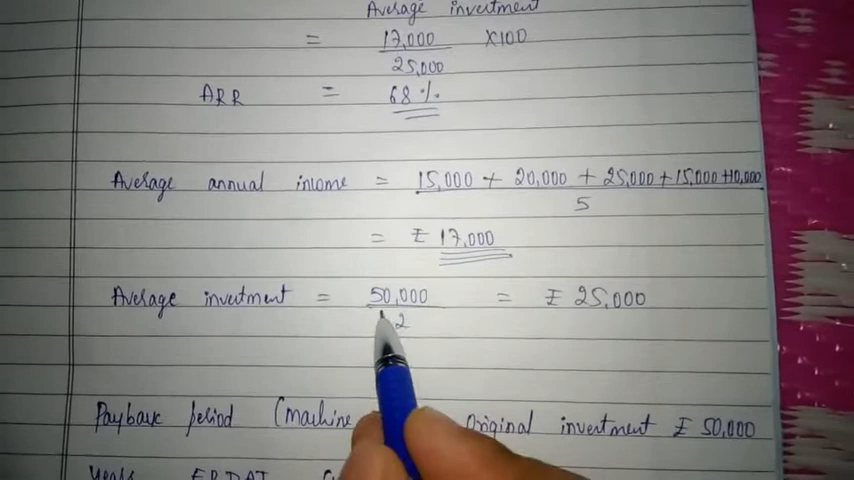 Average investment
= 17,000 X100
25,000
ARR = 68%
Average annual income = 15,000 + 20,000 + 25,000 + 15,000 + 10,000
5
= ₹ 17,000
Average investment = 50,000 = ₹ 25,000
2
Payback period (machine Original investment ₹ 50,000
Years